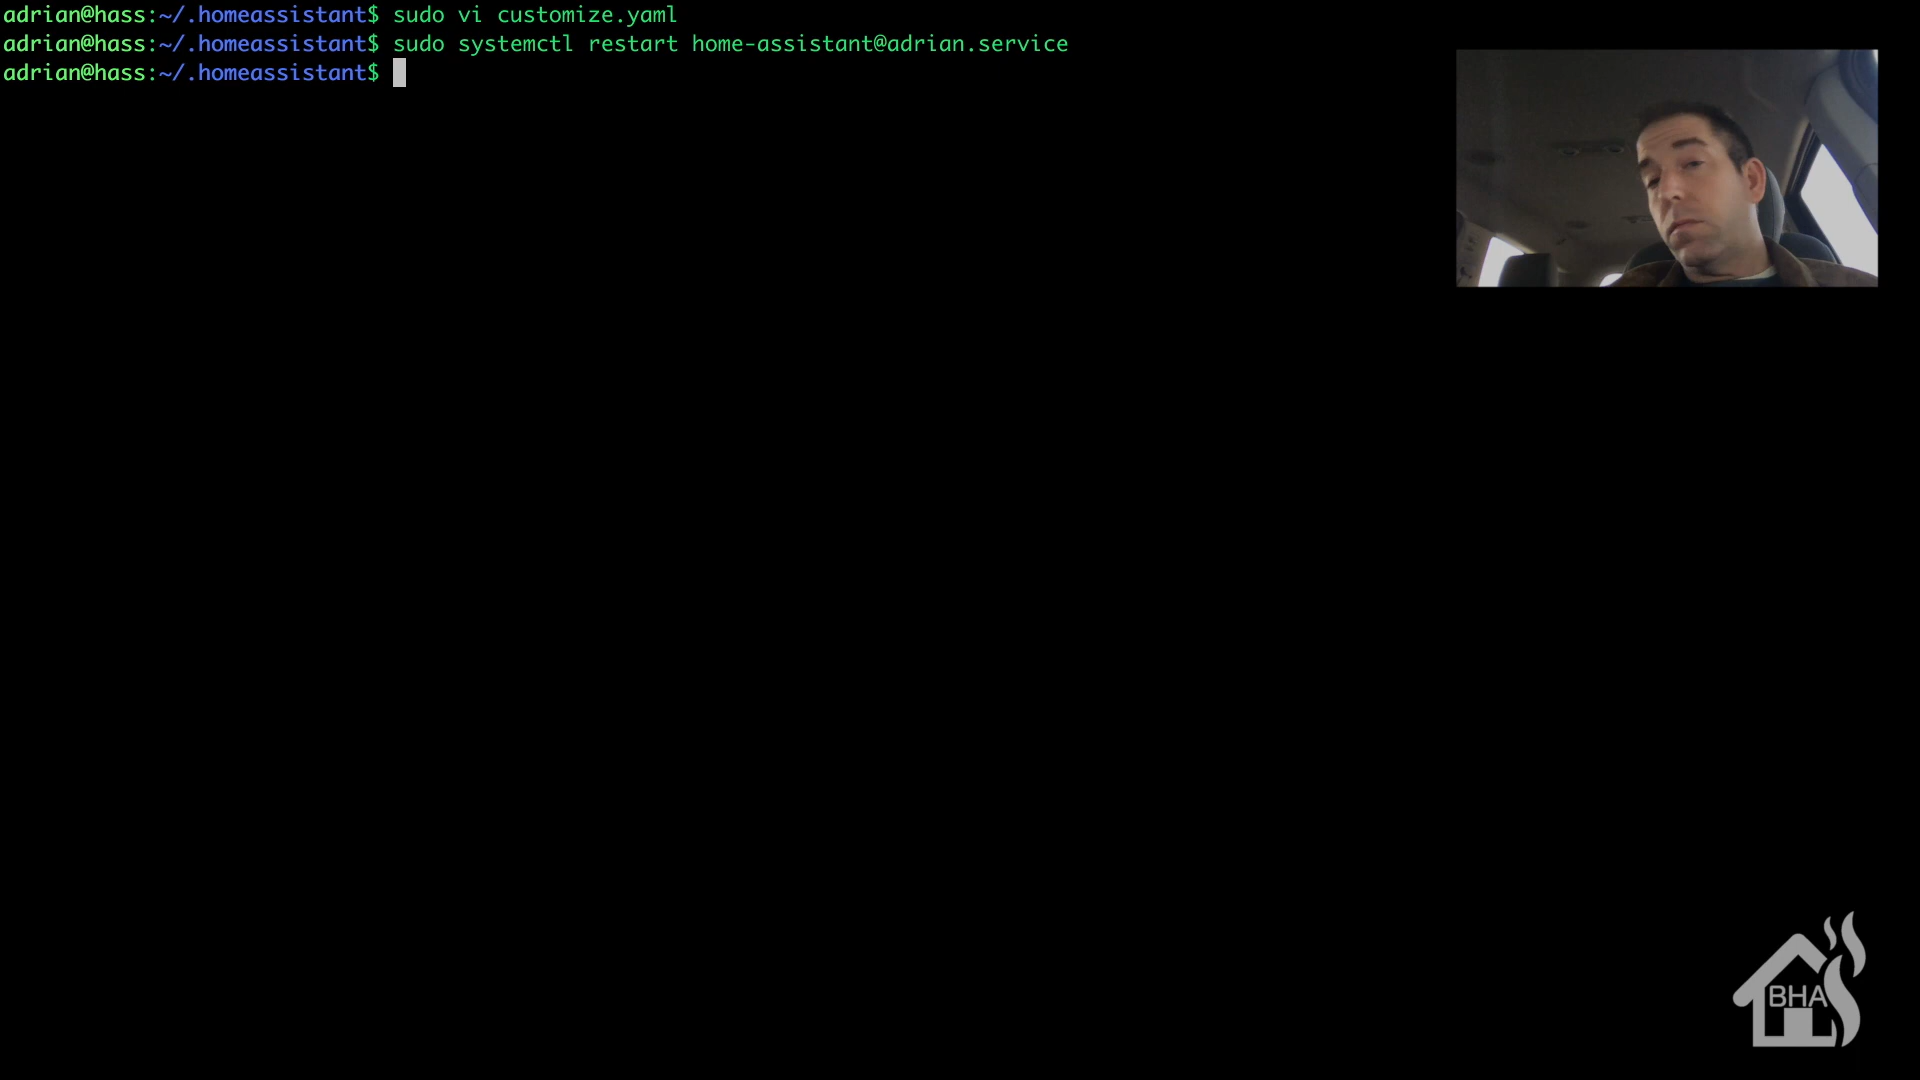 adrian@hass:~/.homeassistant$ sudo vi customize.yaml
adrian@hass:~/.homeassistant$ sudo systemctl restart home-assistant@adrian.service
adrian@hass:~/.homeassistant$
BHA